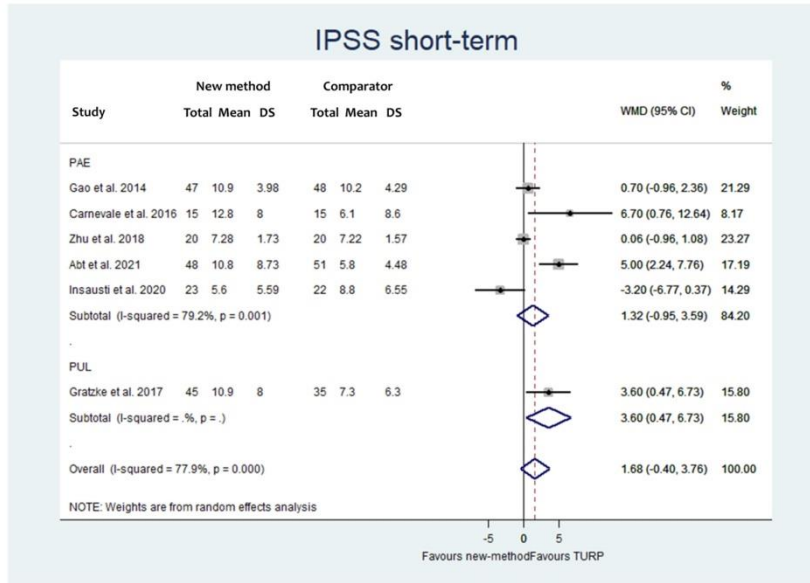 IPSS short-term
New method Comparator %
Study Total Mean DS Total Mean DS WMD (95% CI) Weight
PAE
Gao et al. 2014 47 10.9 3.98 48 10.2 4.29 0.70 (-0.96, 2.36) 21.29
Carnevale et al. 2016 15 12.8 8 15 6.1 8.6 6.70 (0.76, 12.64) 8.17
Zhu et al. 2018 20 7.28 1.73 20 7.22 1.57 0.06 (-0.96, 1.08) 23.27
Abt et al. 2021 48 10.8 8.73 51 5.8 4.48 5.00 (2.24, 7.76) 17.19
Insausti et al. 2020 23 5.6 5.59 22 8.8 6.55 -3.20 (-6.77, 0.37) 14.29
Subtotal (I-squared = 79.2%, p = 0.001) 1.32 (-0.95, 3.59) 84.20
.
PUL
Gratzke et al. 2017 45 10.9 8 35 7.3 6.3 3.60 (0.47, 6.73) 15.80
Subtotal (I-squared = .%, p = .) 3.60 (0.47, 6.73) 15.80
.
Overall (I-squared = 77.9%, p = 0.000) 1.68 (-0.40, 3.76) 100.00
NOTE: Weights are from random effects analysis
-5 0 5
Favours new-methodFavours TURP